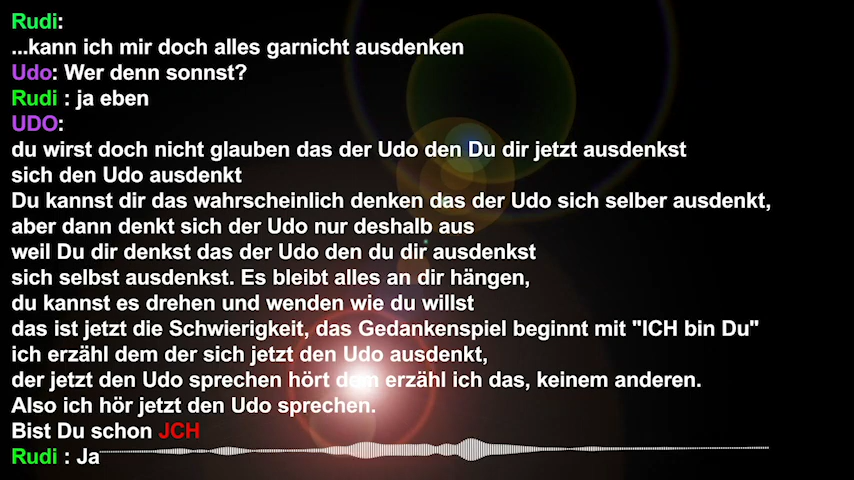 Rudi:
...kann ich mir doch alles garnicht ausdenken
Udo: Wer denn sonnst?
Rudi : ja eben
UDO:
du wirst doch nicht glauben das der Udo den Du dir jetzt ausdenkst
sich den Udo ausdenkt
Du kannst dir das wahrscheinlich denken das der Udo sich selber ausdenkt,
aber dann denkt sich der Udo nur deshalb aus
weil Du dir denkst das der Udo den du dir ausdenkst
sich selbst ausdenkst. Es bleibt alles an dir hängen,
du kannst es drehen und wenden wie du willst
das ist jetzt die Schwierigkeit, das Gedankenspiel beginnt mit "ICH bin Du"
ich erzähl dem der sich jetzt den Udo ausdenkt,
der jetzt den Udo sprechen hört dem erzähl ich das, keinem anderen.
Also ich hör jetzt den Udo sprechen.
Bist Du schon JCH
Rudi : Ja